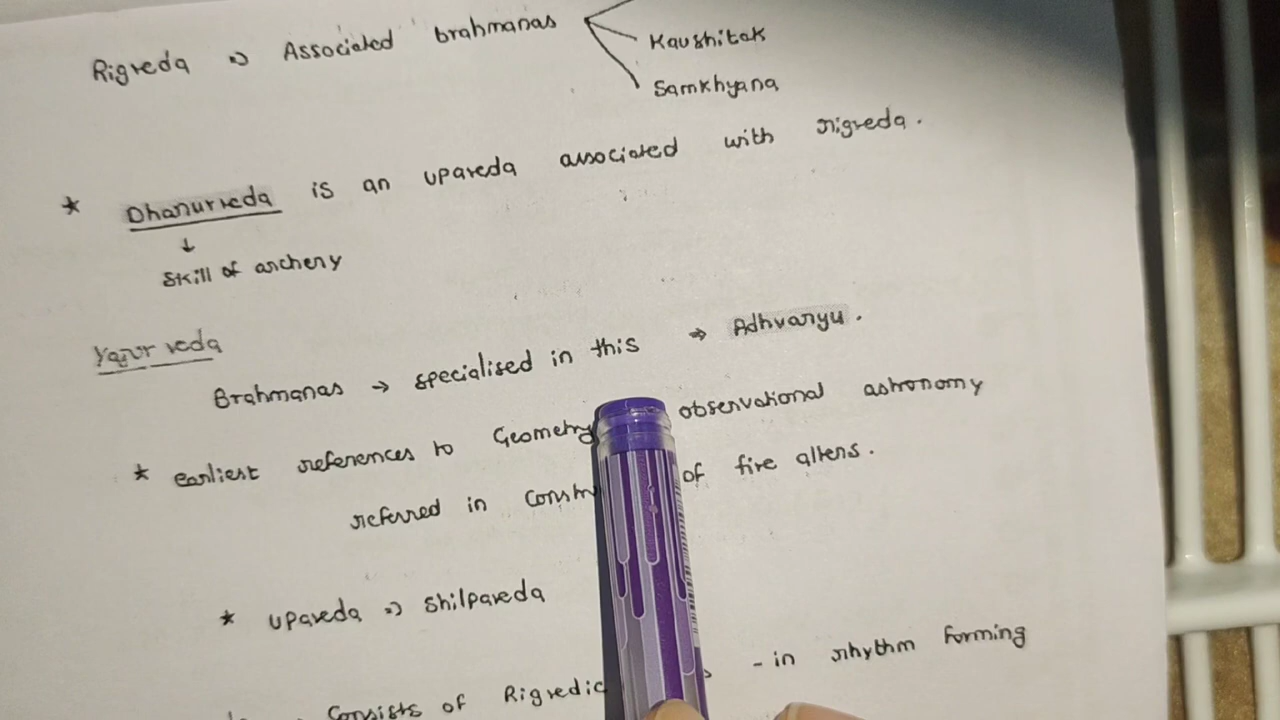 Rigveda ⇒ Associated brahmanas
Kaushitak
Samkhyana
* Dhanurveda is an upaveda associated with rigveda.
↓
Skill of archery
Yajur veda
Brahmanas → specialised in this ⇒ Adhvaryu.
* earliest references to Geometry observational astronomy
referred in of fire alters.
* upaveda ⇒ Shilpaveda
Consists of Rigvedic - in rhythm forming